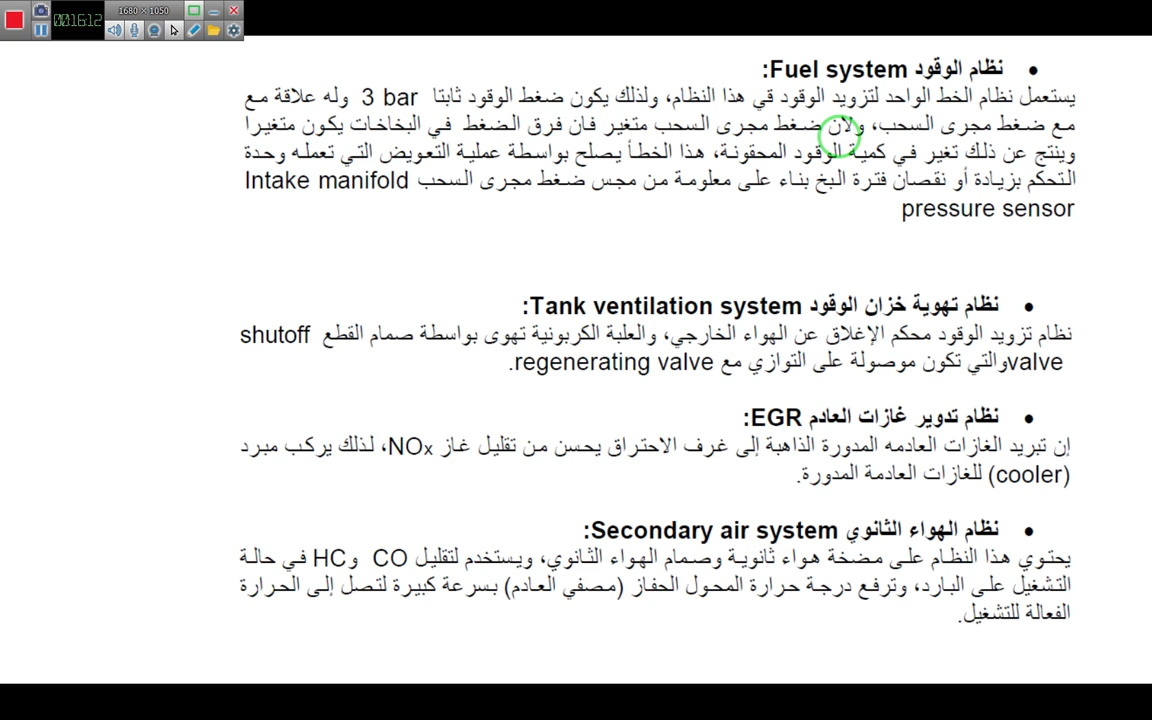 00:16:12
1680 × 1050
• نظام الوقود Fuel system:
يستعمل نظام الخط الواحد لتزويد الوقود قي هذا النظام، ولذلك يكون ضغط الوقود ثابتا 3 bar وله علاقة مع
مع ضغط مجرى السحب، ولان ضغط مجرى السحب متغير فان فرق الضغط في البخاخات يكون متغيرا
وينتج عن ذلك تغير في كمية الوقود المحقونة، هذا الخطأ يصلح بواسطة عملية التعويض التي تعمله وحدة
التحكم بزيادة أو نقصان فترة البخ بناء على معلومة من مجس ضغط مجرى السحب Intake manifold
pressure sensor
• نظام تهوية خزان الوقود Tank ventilation system:
نظام تزويد الوقود محكم الإغلاق عن الهواء الخارجي، والعلبة الكربونية تهوى بواسطة صمام القطع shutoff
valveوالتي تكون موصولة على التوازي مع regenerating valve.
• نظام تدوير غازات العادم EGR:
إن تبريد الغازات العادمه المدورة الذاهبة إلى غرف الاحتراق يحسن من تقليل غاز NOx، لذلك يركب مبرد
(cooler) للغازات العادمة المدورة.
• نظام الهواء الثانوي Secondary air system:
يحتوي هذا النظام على مضخة هواء ثانوية وصمام الهواء الثانوي، ويستخدم لتقليل CO وHC في حالة
التشغيل على البارد، وترفع درجة حرارة المحول الحفاز (مصفي العادم) بسرعة كبيرة لتصل إلى الحرارة
الفعالة للتشغيل.